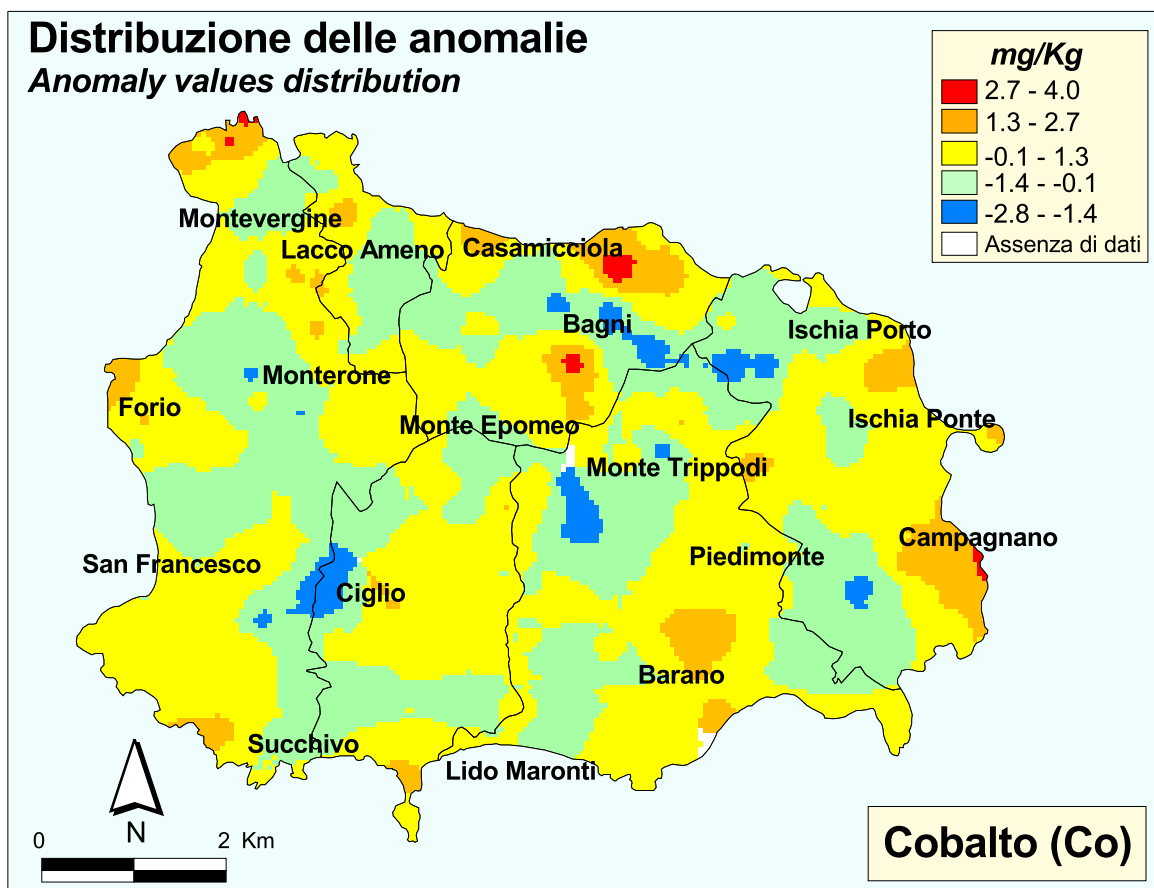 Distribuzione delle anomalie
Anomaly values distribution
mg/Kg
2.7 - 4.0
1.3 - 2.7
-0.1 - 1.3
-1.4 - -0.1
-2.8 - -1.4
Assenza di dati
Montevergine
Lacco Ameno
Casamicciola
Bagni
Ischia Porto
Monterone
Forio
Monte Epomeo
Ischia Ponte
Monte Trippodi
San Francesco
Ciglio
Piedimonte
Campagnano
Barano
Succhivo
Lido Maronti
N
0 2 Km
Cobalto (Co)